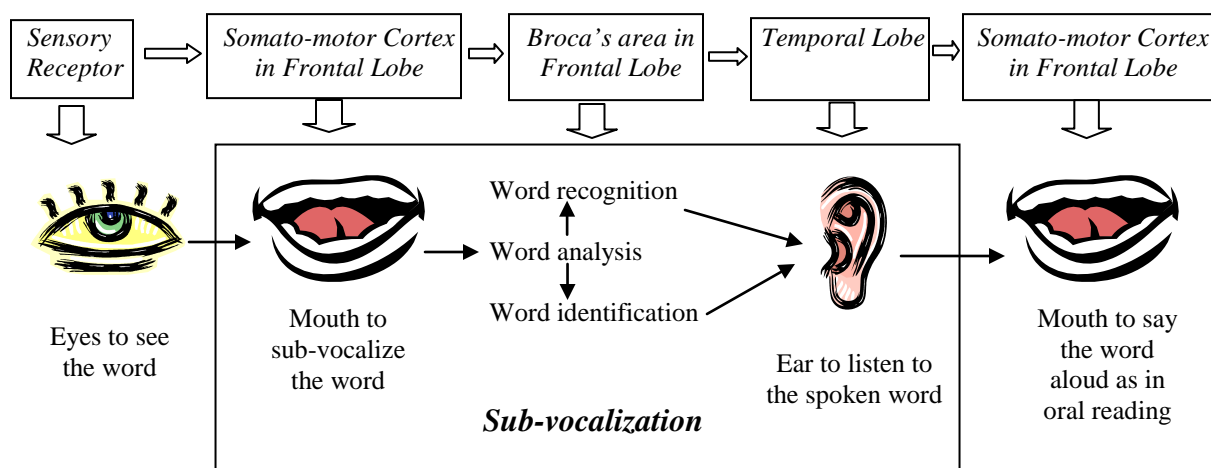 Sensory
Receptor
Somato-motor Cortex
in Frontal Lobe
Broca's area in
Frontal Lobe
Temporal Lobe
Somato-motor Cortex
in Frontal Lobe
Word recognition
Word analysis
Word identification
Eyes to see
the word
Mouth to
sub-vocalize
the word
Ear to listen to
the spoken word
Mouth to say
the word
aloud as in
oral reading
Sub-vocalization